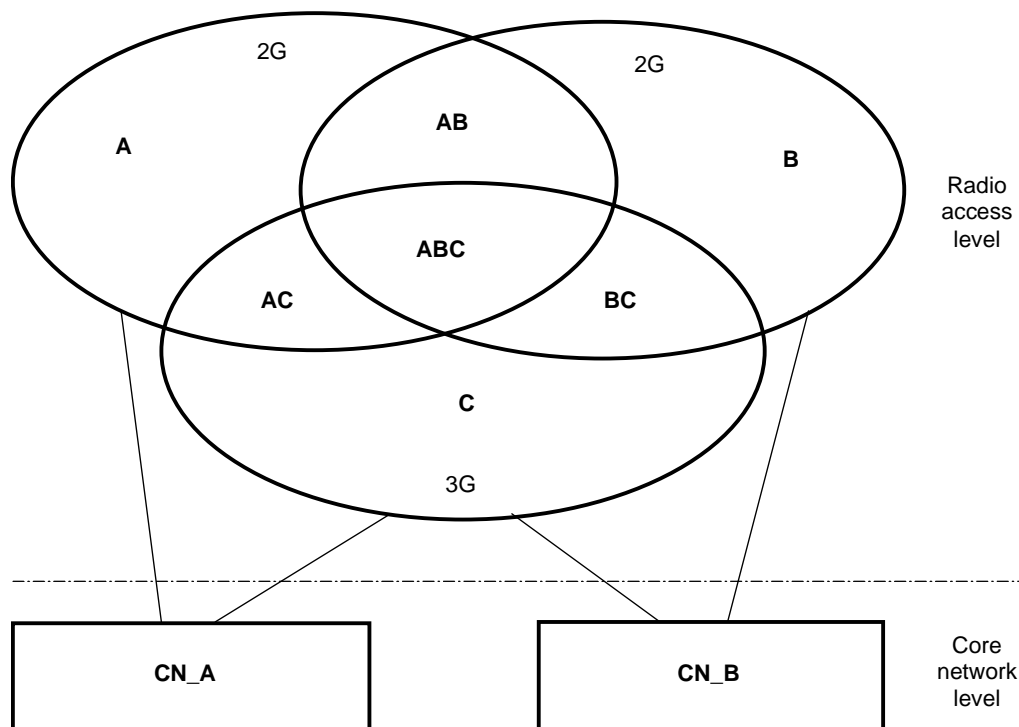 2G
2G
AB
A
B
Radio
access
level
ABC
AC
BC
C
3G
CN_A
CN_B
Core
network
level